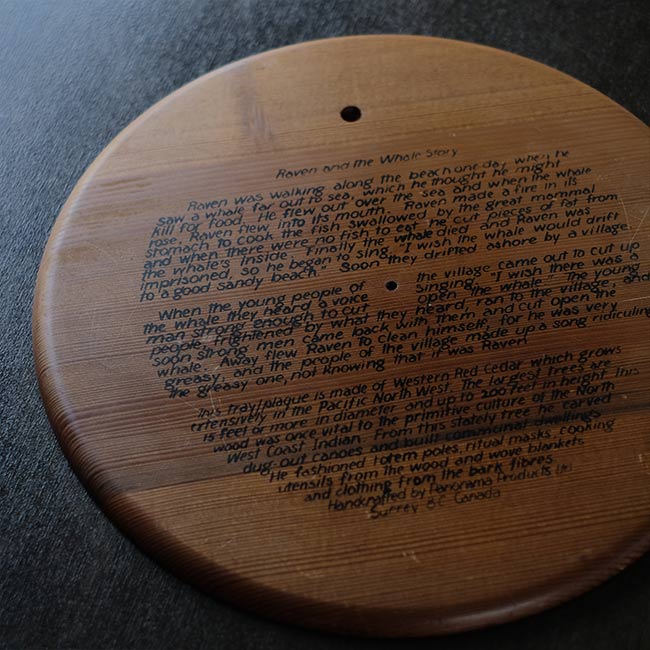 Raven and the Whale Story
Raven was walking along the beach one day, when he
saw a whale far out to sea, which he thought he might
kill for food. He flew out over the sea and when the whale
rose, Raven flew into its mouth. Raven made a fire in its
stomach to cook the fish swallowed by the great mammal
and when there were no fish to eat, he cut pieces of fat from
the whale's inside. Finally the whale died and Raven was
imprisoned, so he began to sing, "I wish the whale would drift
to a good sandy beach." Soon they drifted ashore by a village.
When the young people of the village came out to cut up
the whale they heard a voice singing, "I wish there was a
man strong enough to cut open the whale." The young
people, frightened by what they heard, ran to the village, and
soon strong men came back with them, and cut open the
whale. Away flew Raven to clean himself, for he was very
greasy; and the people of the village made up a song ridiculing
the greasy one, not knowing that it was Raven!
This tray/plaque is made of Western Red Cedar which grows
extensively in the Pacific North West. The largest trees are
15 feet or more in diameter and up to 200 feet in height. This
wood was once vital to the primitive culture of the North
West Coast Indian. From this stately tree he carved
dug-out canoes and built communal dwellings.
He fashioned totem poles, ritual masks, cooking
utensils from the wood and wove blankets
and clothing from the bark fibres.
Handcrafted by Panorama Products Ltd.
Surrey B.C. Canada